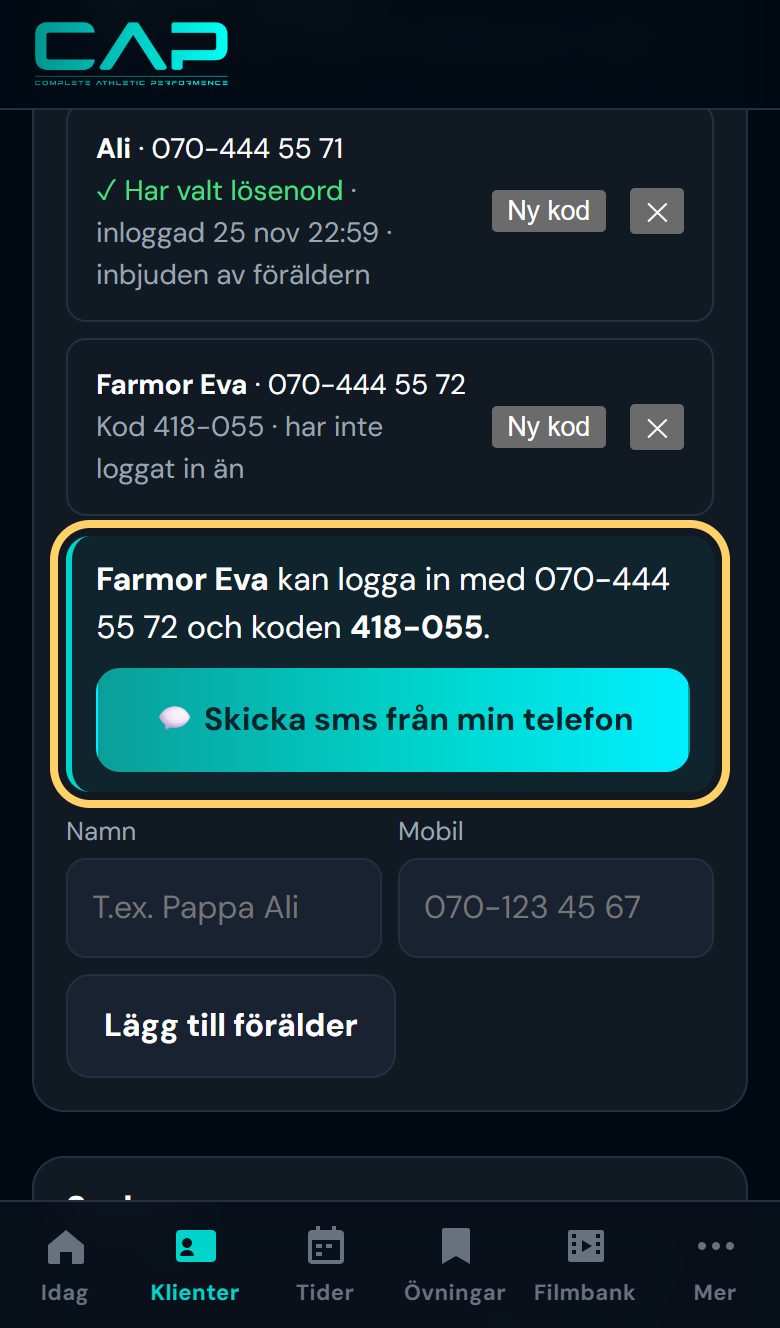 CAP
COMPLETE ATHLETIC PERFORMENCE
Ali · 070-444 55 71
✓ Har valt lösenord ·
inloggad 25 nov 22:59 ·
inbjuden av föräldern
Ny kod
Farmor Eva · 070-444 55 72
Kod 418-055 · har inte
loggat in än
Ny kod
Farmor Eva kan logga in med 070-444
55 72 och koden 418-055.
Skicka sms från min telefon
Namn
Mobil
T.ex. Pappa Ali
070-123 45 67
Lägg till förälder
Idag
Klienter
Tider
Övningar
Filmbank
Mer